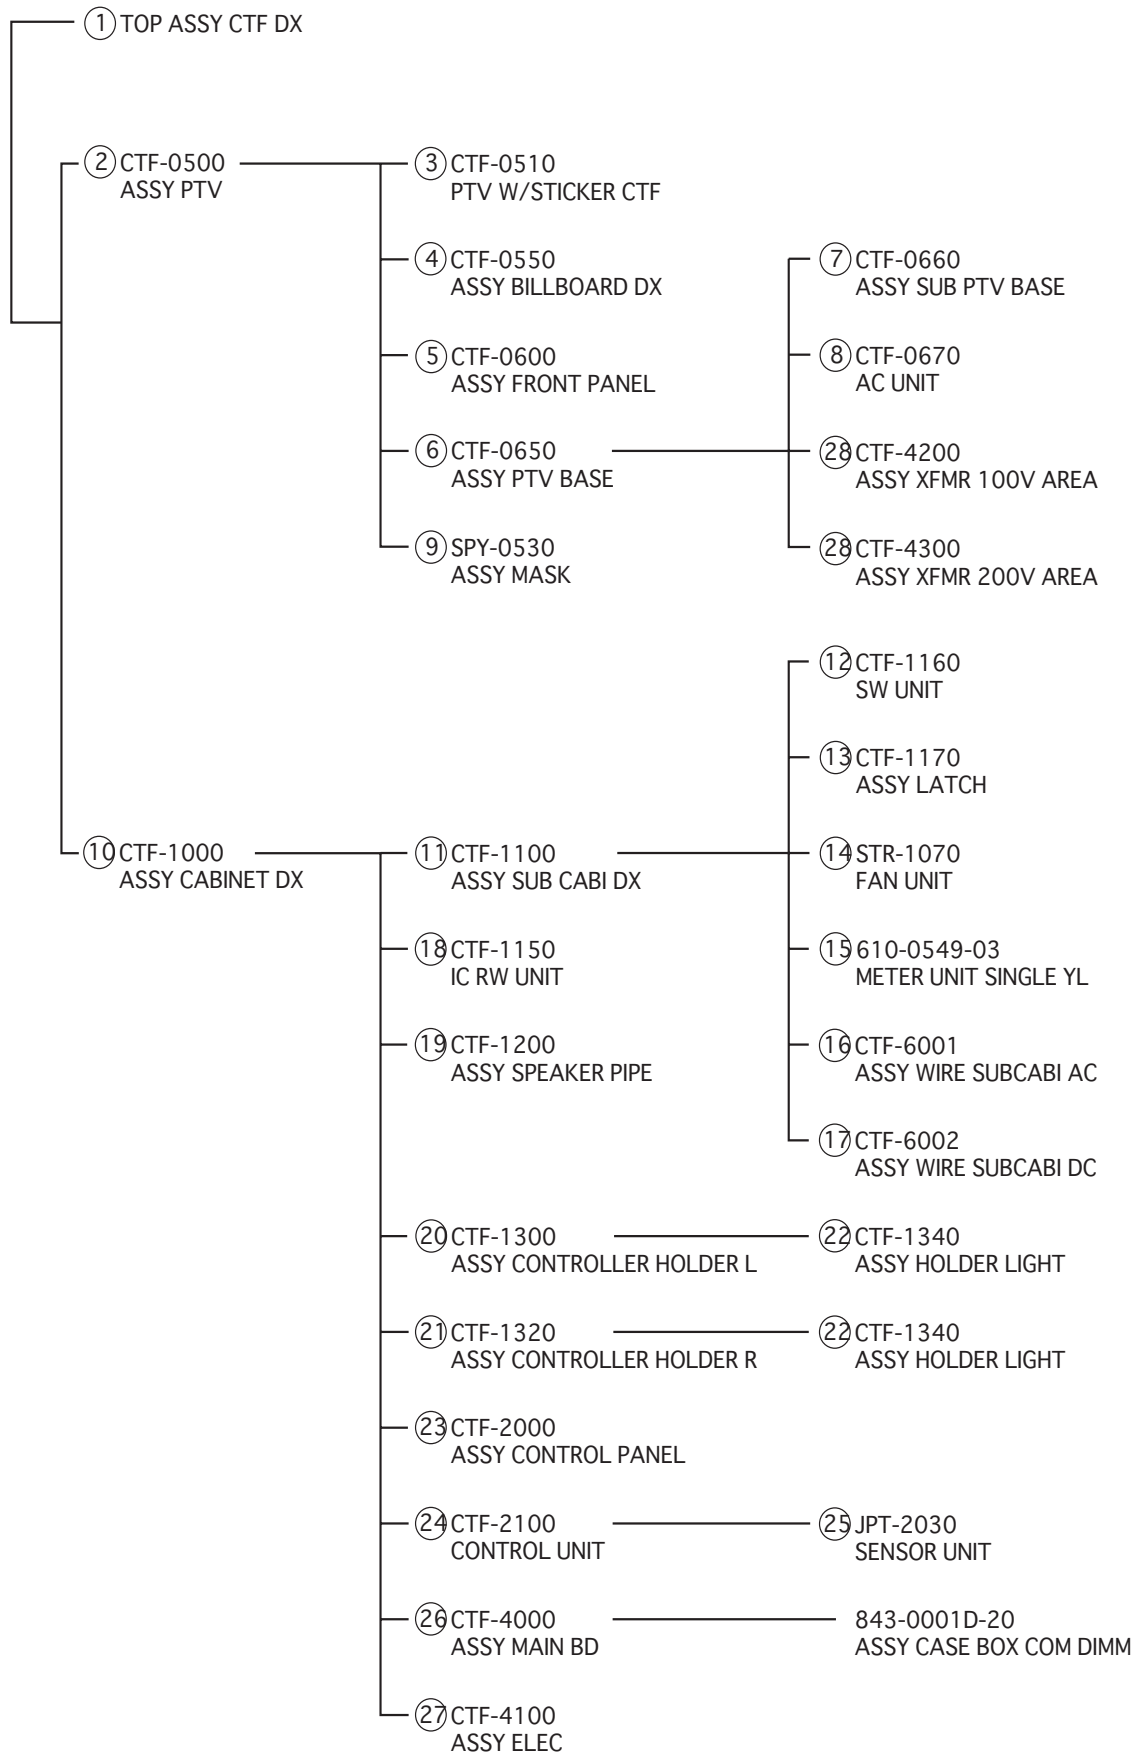 1 TOP ASSY CTF DX
2 CTF-0500
ASSY PTV
3 CTF-0510
PTV W/STICKER CTF
4 CTF-0550
ASSY BILLBOARD DX
5 CTF-0600
ASSY FRONT PANEL
6 CTF-0650
ASSY PTV BASE
7 CTF-0660
ASSY SUB PTV BASE
8 CTF-0670
AC UNIT
28 CTF-4200
ASSY XFMR 100V AREA
28 CTF-4300
ASSY XFMR 200V AREA
9 SPY-0530
ASSY MASK
10 CTF-1000
ASSY CABINET DX
11 CTF-1100
ASSY SUB CABI DX
12 CTF-1160
SW UNIT
13 CTF-1170
ASSY LATCH
14 STR-1070
FAN UNIT
15 610-0549-03
METER UNIT SINGLE YL
16 CTF-6001
ASSY WIRE SUBCABI AC
17 CTF-6002
ASSY WIRE SUBCABI DC
18 CTF-1150
IC RW UNIT
19 CTF-1200
ASSY SPEAKER PIPE
20 CTF-1300
ASSY CONTROLLER HOLDER L
22 CTF-1340
ASSY HOLDER LIGHT
21 CTF-1320
ASSY CONTROLLER HOLDER R
22 CTF-1340
ASSY HOLDER LIGHT
23 CTF-2000
ASSY CONTROL PANEL
24 CTF-2100
CONTROL UNIT
25 JPT-2030
SENSOR UNIT
26 CTF-4000
ASSY MAIN BD
843-0001D-20
ASSY CASE BOX COM DIMM
27 CTF-4100
ASSY ELEC